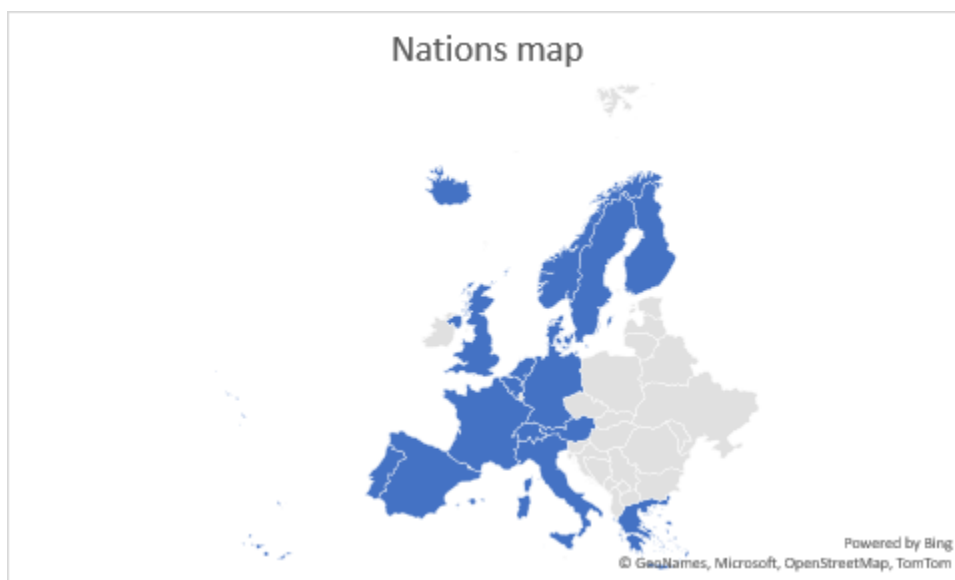 Nations map
Powered by Bing
© GeoNames, Microsoft, OpenStreetMap, TomTom